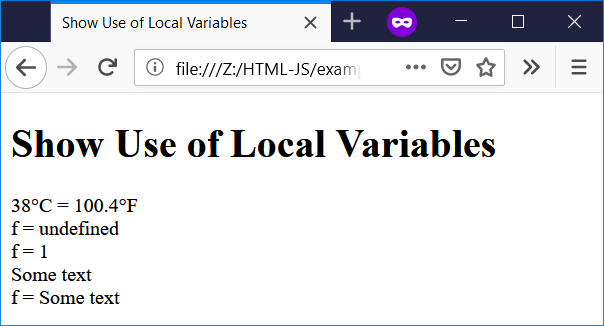 Show Use of Local Variables
file:///Z:/HTML-JS/examp
Show Use of Local Variables
38°C = 100.4°F
f = undefined
f = 1
Some text
f = Some text